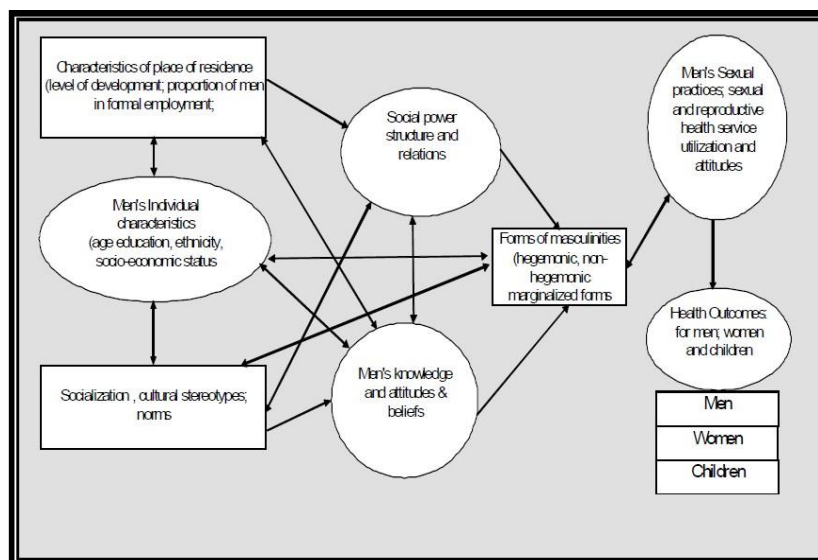 Characteristics of place of residence
(level of development; proportion of men
in formal employment;
Social power
structure and
relations
Men's Sexual
practices; sexual
and reproductive
health service
utilization and
attitudes
Men's Individual
characteristics
(age education, ethnicity,
socio-economic status
Forms of masculinities
(hegemonic, non-
hegemonic
marginalized forms
Health Outcomes:
for men; women
and children
Socialization , cultural stereotypes;
norms
Men's knowledge
and attitudes &
beliefs
Men
Women
Children